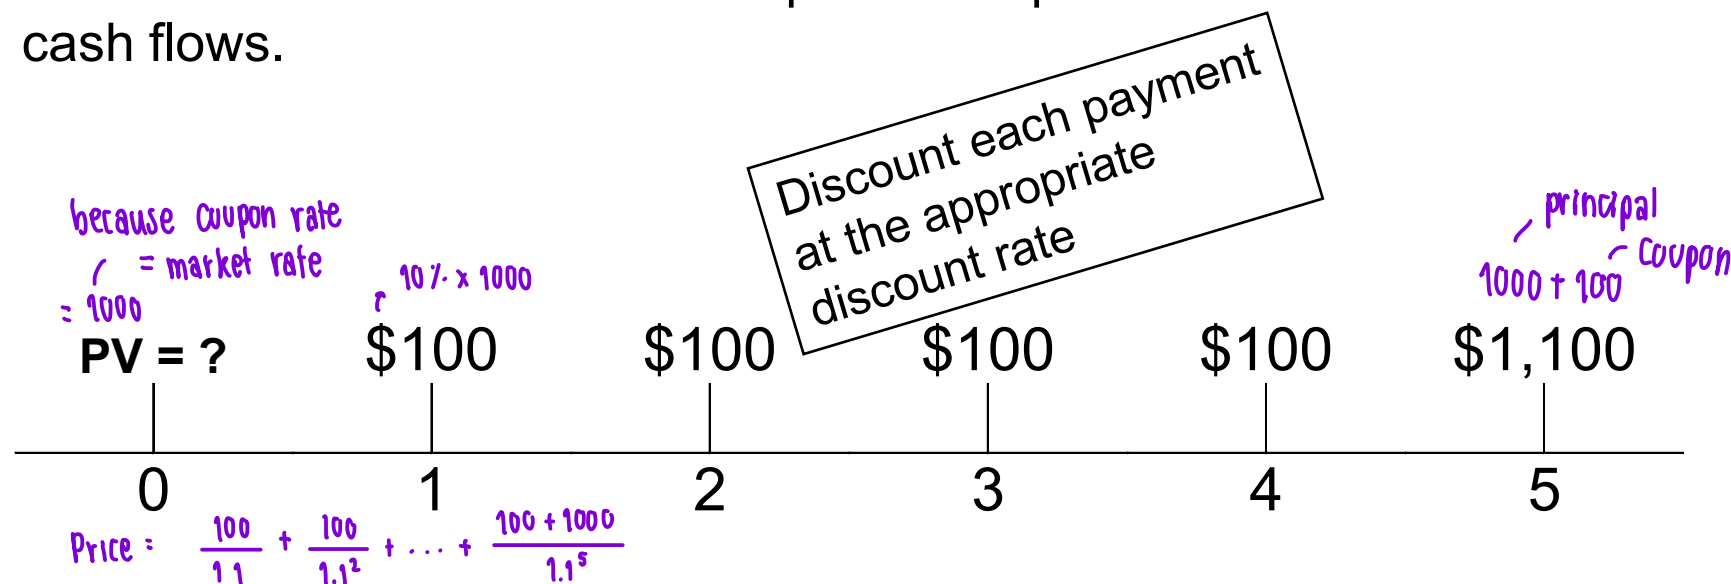 cash flows.
Discount each payment
at the appropriate
discount rate
because coupon rate
= market rate
= 1000
10% x 1000
principal
coupon
1000 + 100
PV = ? $100 $100 $100 $100 $1,100
0 1 2 3 4 5
Price = 100/1.1 + 100/1.1² + ... + 100 + 1000/1.1⁵